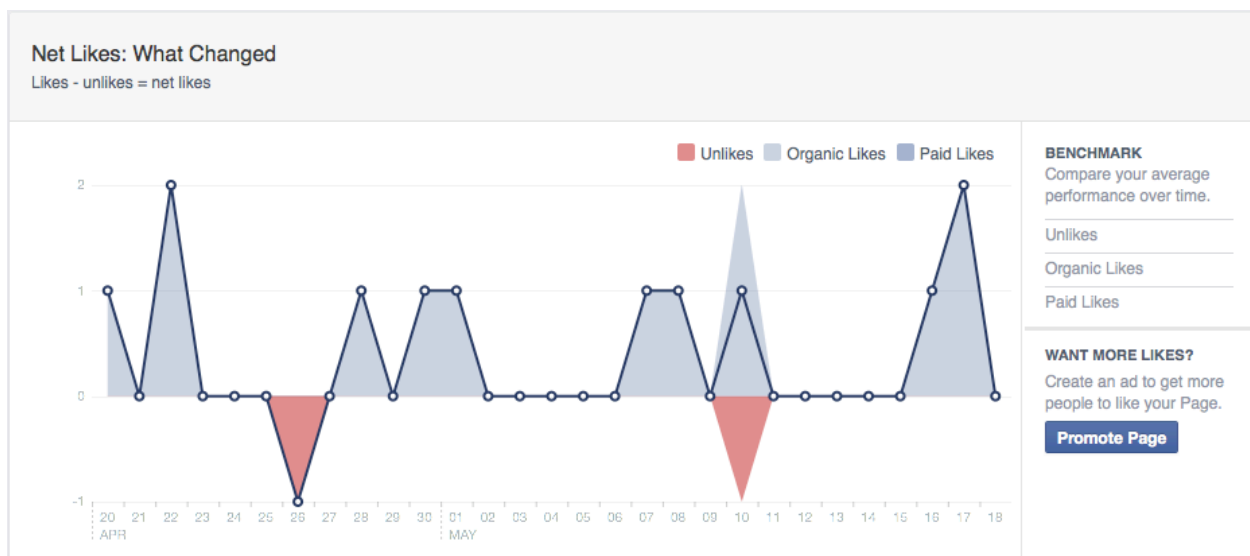 Net Likes: What Changed
Likes - unlikes = net likes
Unlikes Organic Likes Paid Likes
2
1
0
-1
20 21 22 23 24 25 26 27 28 29 30 01 02 03 04 05 06 07 08 09 10 11 12 13 14 15 16 17 18
APR MAY
BENCHMARK
Compare your average
performance over time.
Unlikes
Organic Likes
Paid Likes
WANT MORE LIKES?
Create an ad to get more
people to like your Page.
Promote Page